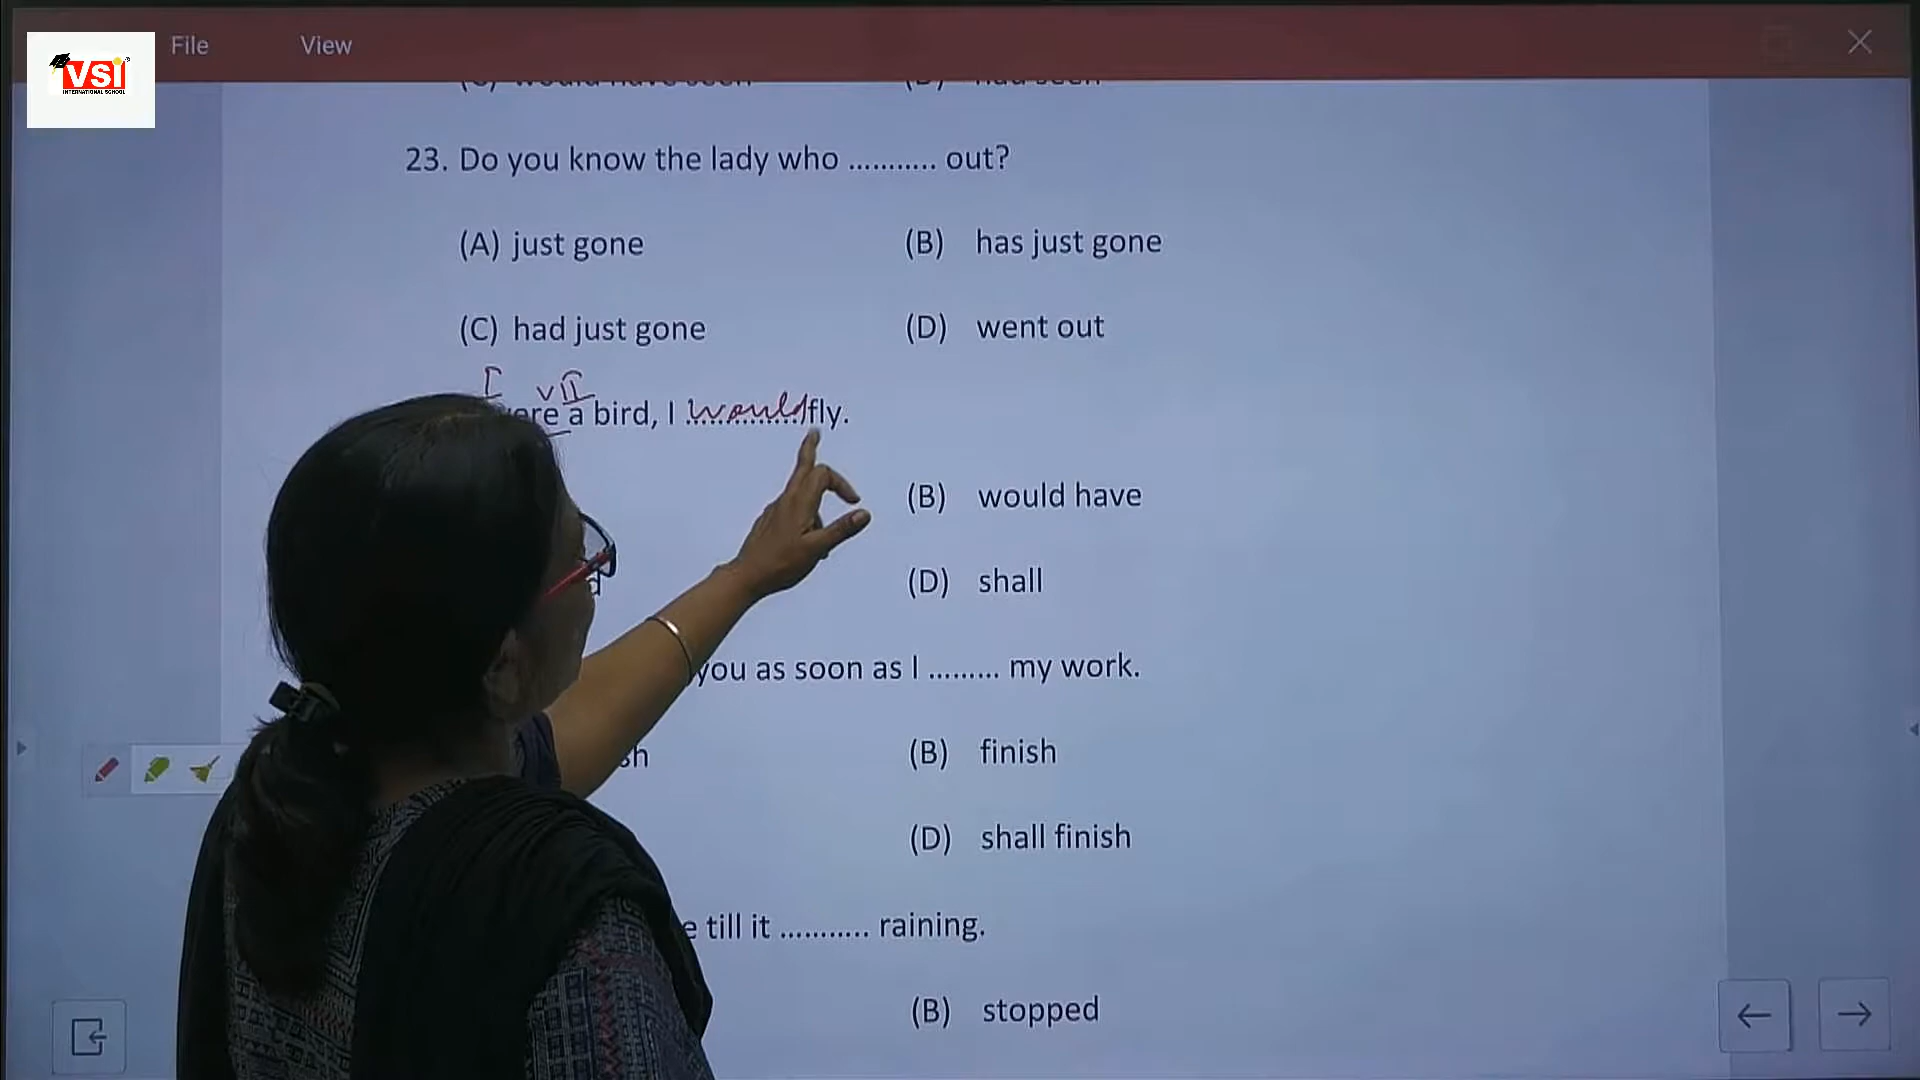 VSI
INTERNATIONAL SCHOOL
File
View
23. Do you know the lady who ........... out?
(A) just gone
(B) has just gone
(C) had just gone
(D) went out
I VII
a bird, I would fly.
(B) would have
(D) shall
you as soon as I ......... my work.
(B) finish
(D) shall finish
till it ........... raining.
(B) stopped